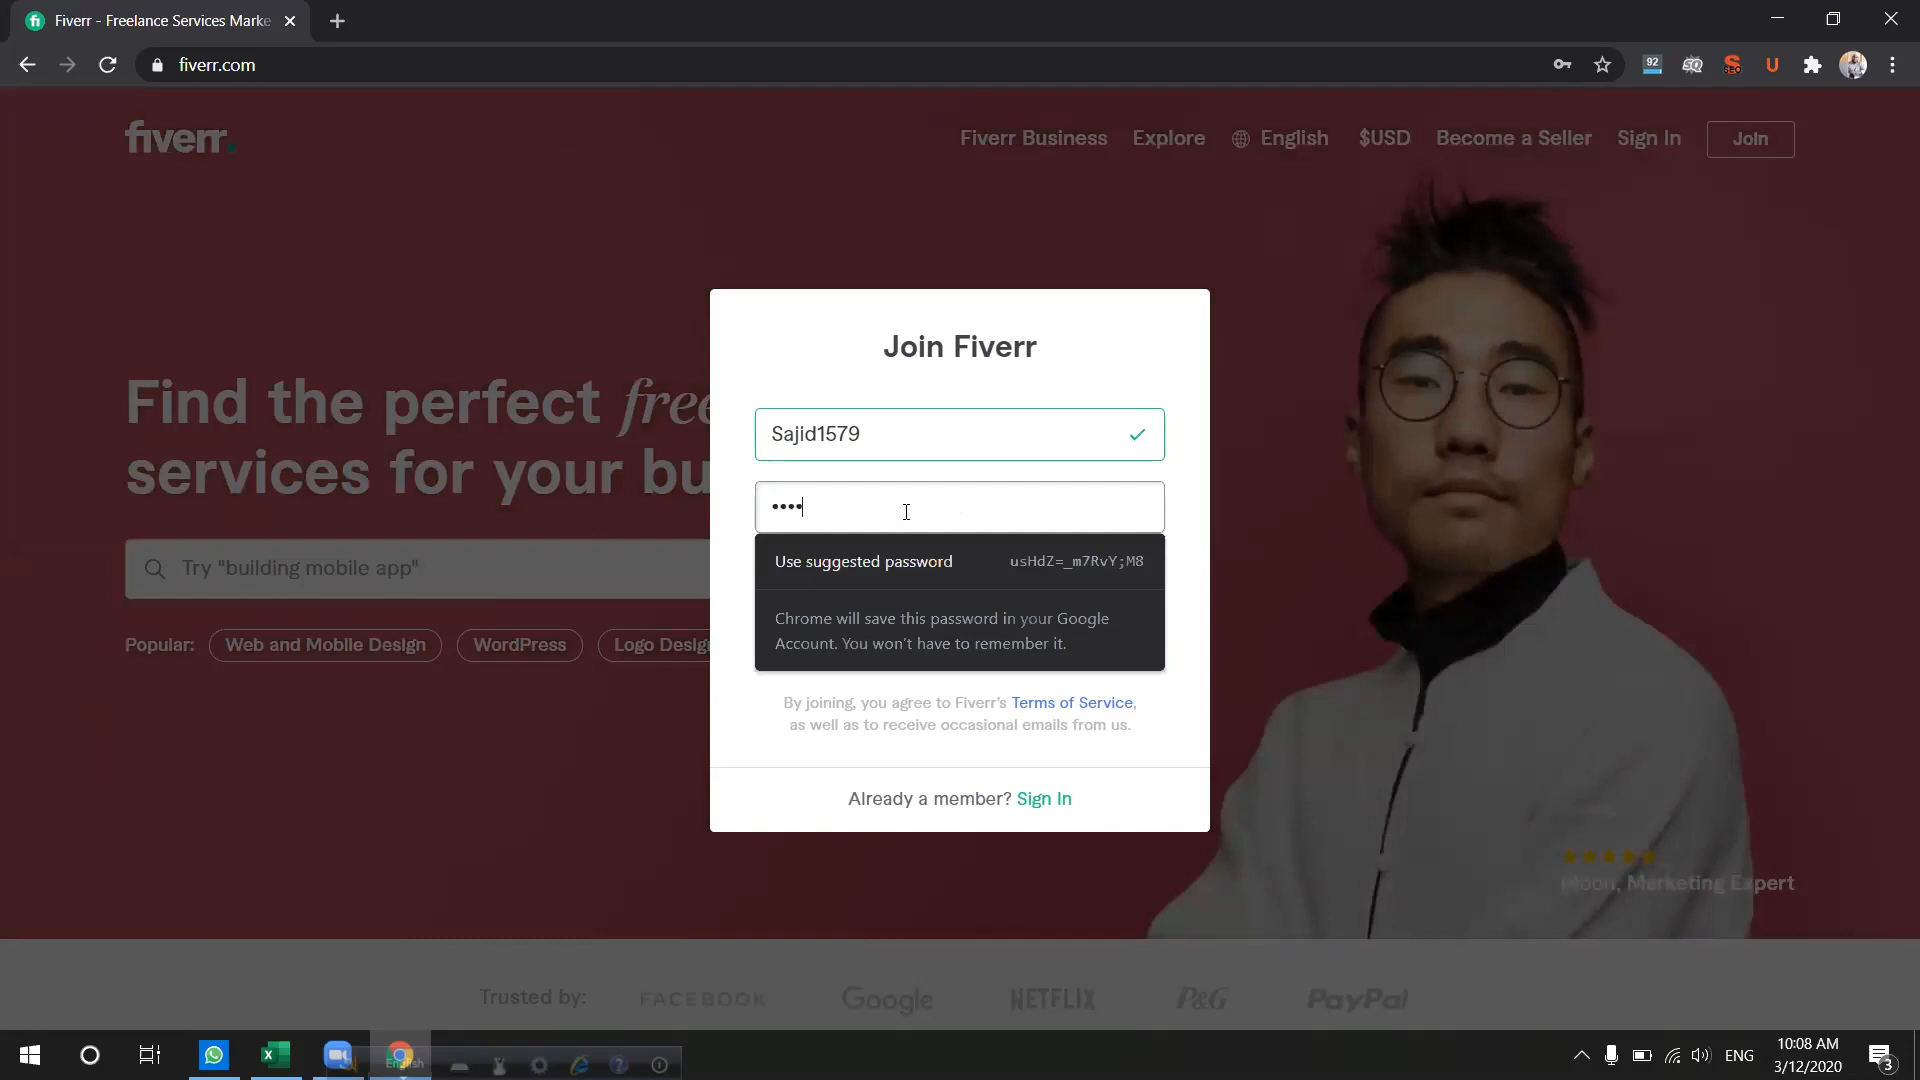 Fiverr - Freelance Services Marke
fiverr.com
92
SEO
U
fiverr.
Fiverr Business
Explore
English
$USD
Become a Seller
Sign In
Join
Find the perfect free
services for your bu
Try "building mobile app"
Popular:
Web and Mobile Design
WordPress
Logo Desig
Join Fiverr
Sajid1579
••••
Use suggested password
usHdZ=_m7RvY;M8
Chrome will save this password in your Google
Account. You won't have to remember it.
By joining, you agree to Fiverr's Terms of Service,
as well as to receive occasional emails from us.
Already a member? Sign In
Moon, Marketing Expert
Trusted by:
FACEBOOK
Google
NETFLIX
P&G
PayPal
English
ENG
10:08 AM
3/12/2020
3